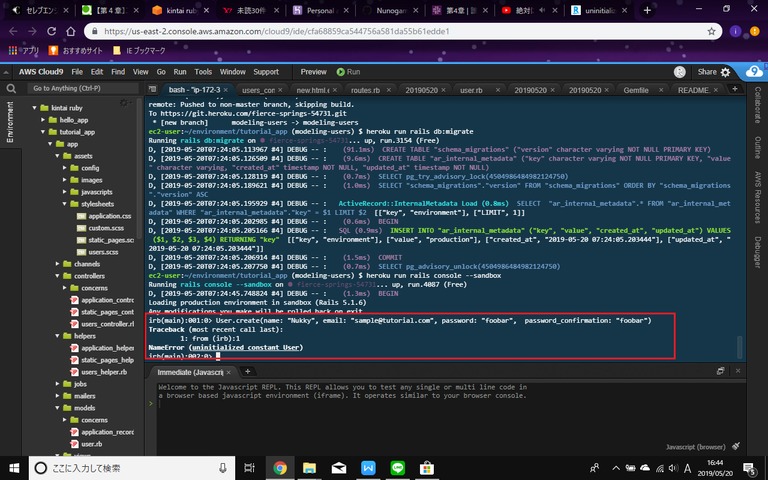 セレブエンジ
【第４章】
kintai ruby
未読30件
Personal
Nunogan
第4章
絶対に
uninitializ
https://us-east-2.console.aws.amazon.com/cloud9/ide/cfa68859ca544756a581da55b61edde1
アプリ おすすめサイト IE ブックマーク
AWS Cloud9 File Edit Find View Go Run Tools Window Support Preview Run Share
Go to Anything (Ctrl-P)
bash - "ip-172-3
users_con
new.html.e
routes.rb
20190520
user.rb
20190520
20190520
Gemfile
README.
Environment
kintai ruby
hello_app
tutorial_app
app
assets
config
images
javascripts
stylesheets
application.css
custom.scss
static_pages.scss
users.scss
channels
controllers
concerns
application_contro
static_pages_cont
users_controller.rb
helpers
application_helper
static_pages_help
users_helper.rb
jobs
mailers
models
concerns
application_record
user.rb
views
remote: Pushed to non-master branch, skipping build.
To https://git.heroku.com/fierce-springs-54731.git
* [new branch] modeling-users -> modeling-users
ec2-user:~/environment/tutorial_app (modeling-users) $ heroku run rails db:migrate
Running rails db:migrate on fierce-springs-54731... up, run.3154 (Free)
D, [2019-05-20T07:24:05.113967 #4] DEBUG -- : (91.1ms) CREATE TABLE "schema_migrations" ("version" character varying NOT NULL PRIMARY KEY)
D, [2019-05-20T07:24:05.126509 #4] DEBUG -- : (9.6ms) CREATE TABLE "ar_internal_metadata" ("key" character varying NOT NULL PRIMARY KEY, "value"
character varying, "created_at" timestamp NOT NULL, "updated_at" timestamp NOT NULL)
D, [2019-05-20T07:24:05.128119 #4] DEBUG -- : (0.7ms) SELECT pg_try_advisory_lock(4504986484982124750)
D, [2019-05-20T07:24:05.189621 #4] DEBUG -- : (1.0ms) SELECT "schema_migrations"."version" FROM "schema_migrations" ORDER BY "schema_migrations
"."version" ASC
D, [2019-05-20T07:24:05.195929 #4] DEBUG -- : ActiveRecord::InternalMetadata Load (0.8ms) SELECT "ar_internal_metadata".* FROM "ar_internal_met
adata" WHERE "ar_internal_metadata"."key" = $1 LIMIT $2 [["key", "environment"], ["LIMIT", 1]]
D, [2019-05-20T07:24:05.202985 #4] DEBUG -- : (0.6ms) BEGIN
D, [2019-05-20T07:24:05.205166 #4] DEBUG -- : SQL (0.9ms) INSERT INTO "ar_internal_metadata" ("key", "value", "created_at", "updated_at") VALUES
($1, $2, $3, $4) RETURNING "key" [["key", "environment"], ["value", "production"], ["created_at", "2019-05-20 07:24:05.203444"], ["updated_at", "
2019-05-20 07:24:05.203444"]]
D, [2019-05-20T07:24:05.206914 #4] DEBUG -- : (1.5ms) COMMIT
D, [2019-05-20T07:24:05.207750 #4] DEBUG -- : (0.7ms) SELECT pg_advisory_unlock(4504986484982124750)
ec2-user:~/environment/tutorial_app (modeling-users) $ heroku run rails console --sandbox
Running rails console --sandbox on fierce-springs-54731... up, run.4087 (Free)
D, [2019-05-20T07:24:45.748824 #4] DEBUG -- : (1.3ms) BEGIN
Loading production environment in sandbox (Rails 5.1.6)
Any modifications you make will be rolled back on exit
irb(main):001:0> User.create(name: "Nukky", email: "sample@tutorial.com", password: "foobar", password_confirmation: "foobar")
Traceback (most recent call last):
1: from (irb):1
NameError (uninitialized constant User)
irb(main):002:0>
Immediate (Javascript
Welcome to the Javascript REPL. This REPL allows you to test any single or multi line code in
a browser based javascript environment (iframe). It operates similar to your browser console.
Javascript (browser)
Collaborate
Outline
AWS Resources
Debugger
ここに入力して検索
16:44
2019/05/20